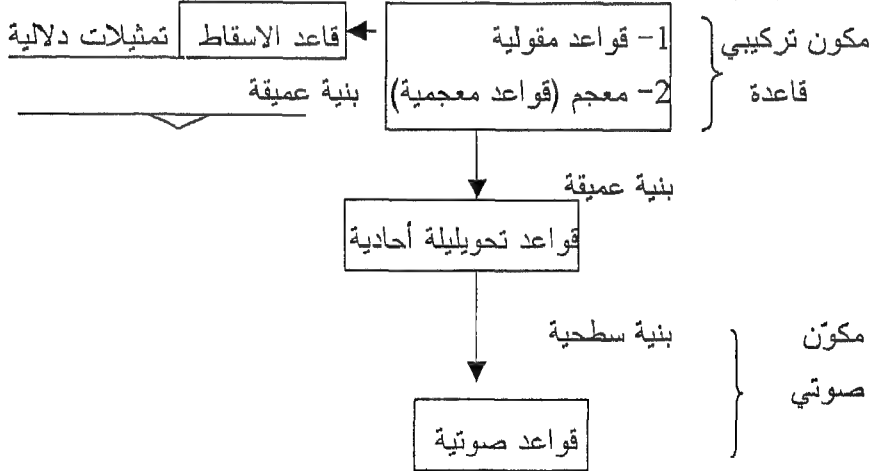 مكون تركيبي 1- قواعد مقولية قاعد الاسقاط تمثيلات دلالية
قاعدة 2- معجم (قواعد معجمية) بنية عميقة
بنية عميقة
قواعد تحويليلة أحادية
مكوّن بنية سطحية
صوتي
قواعد صوتية